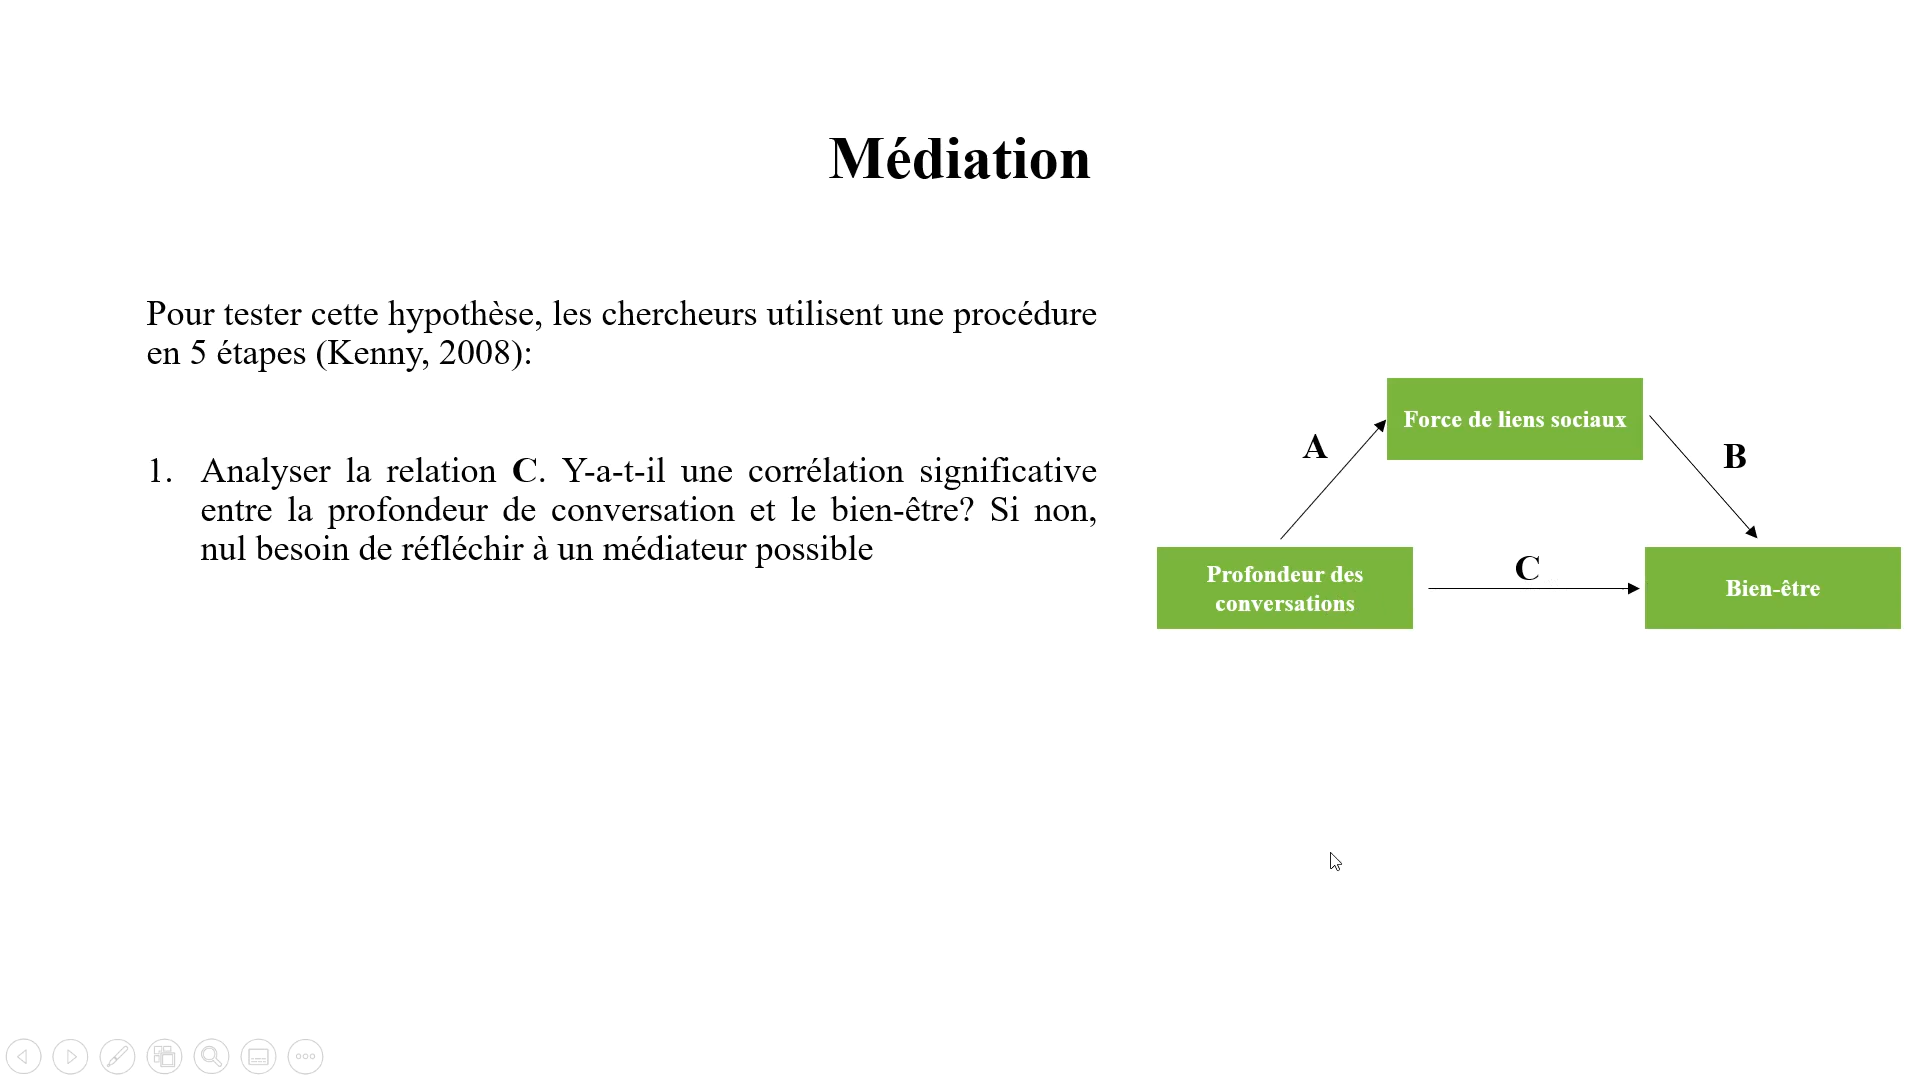 Médiation
Pour tester cette hypothèse, les chercheurs utilisent une procédure
en 5 étapes (Kenny, 2008):
1. Analyser la relation C. Y-a-t-il une corrélation significative
entre la profondeur de conversation et le bien-être? Si non,
nul besoin de réfléchir à un médiateur possible
Force de liens sociaux
A
B
Profondeur des
conversations
C
Bien-être